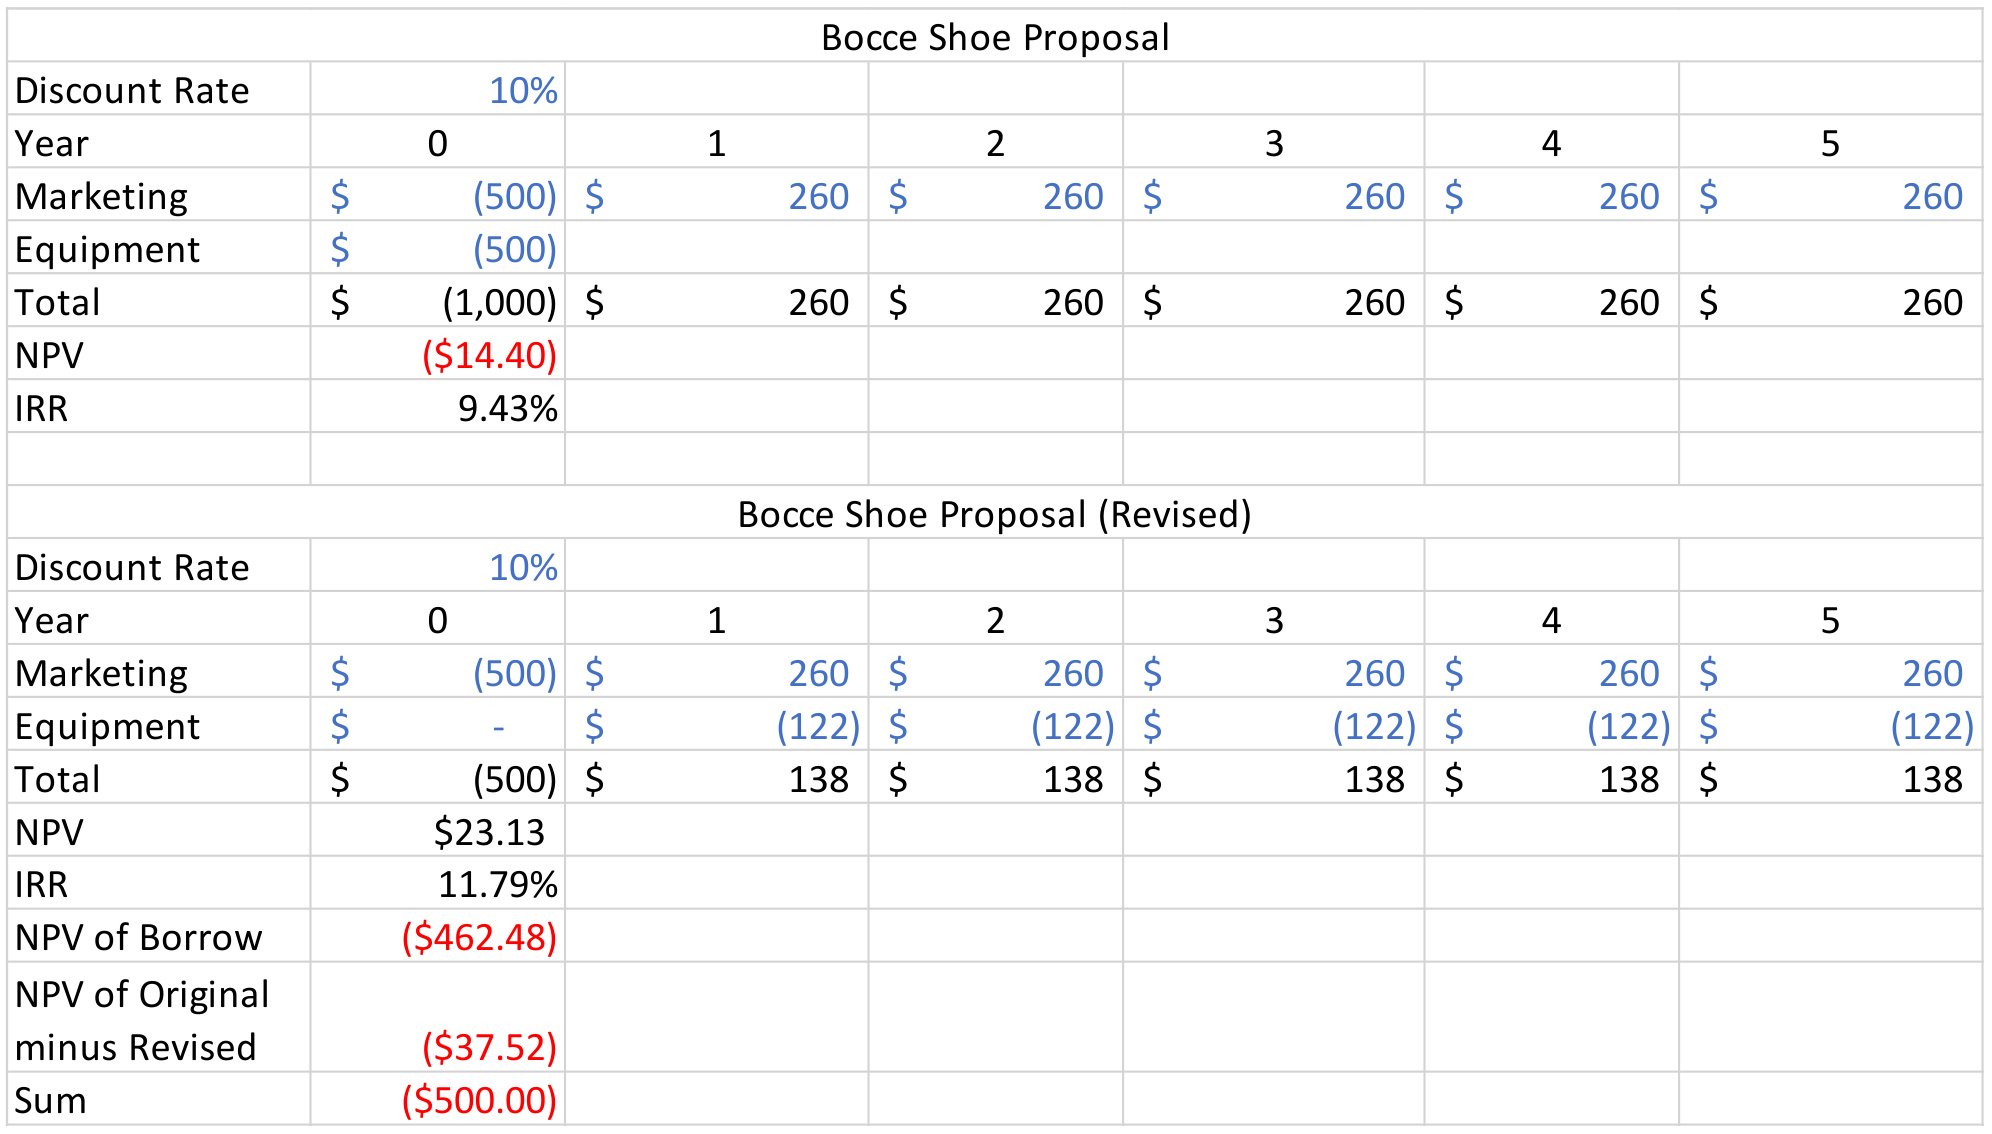 Bocce Shoe Proposal
Discount Rate 10%
Year 0 1 2 3 4 5
Marketing $ (500) $ 260 $ 260 $ 260 $ 260 $ 260
Equipment $ (500)
Total $ (1,000) $ 260 $ 260 $ 260 $ 260 $ 260
NPV ($14.40)
IRR 9.43%
Bocce Shoe Proposal (Revised)
Discount Rate 10%
Year 0 1 2 3 4 5
Marketing $ (500) $ 260 $ 260 $ 260 $ 260 $ 260
Equipment $ - $ (122) $ (122) $ (122) $ (122) $ (122)
Total $ (500) $ 138 $ 138 $ 138 $ 138 $ 138
NPV $23.13
IRR 11.79%
NPV of Borrow ($462.48)
NPV of Original
minus Revised ($37.52)
Sum ($500.00)